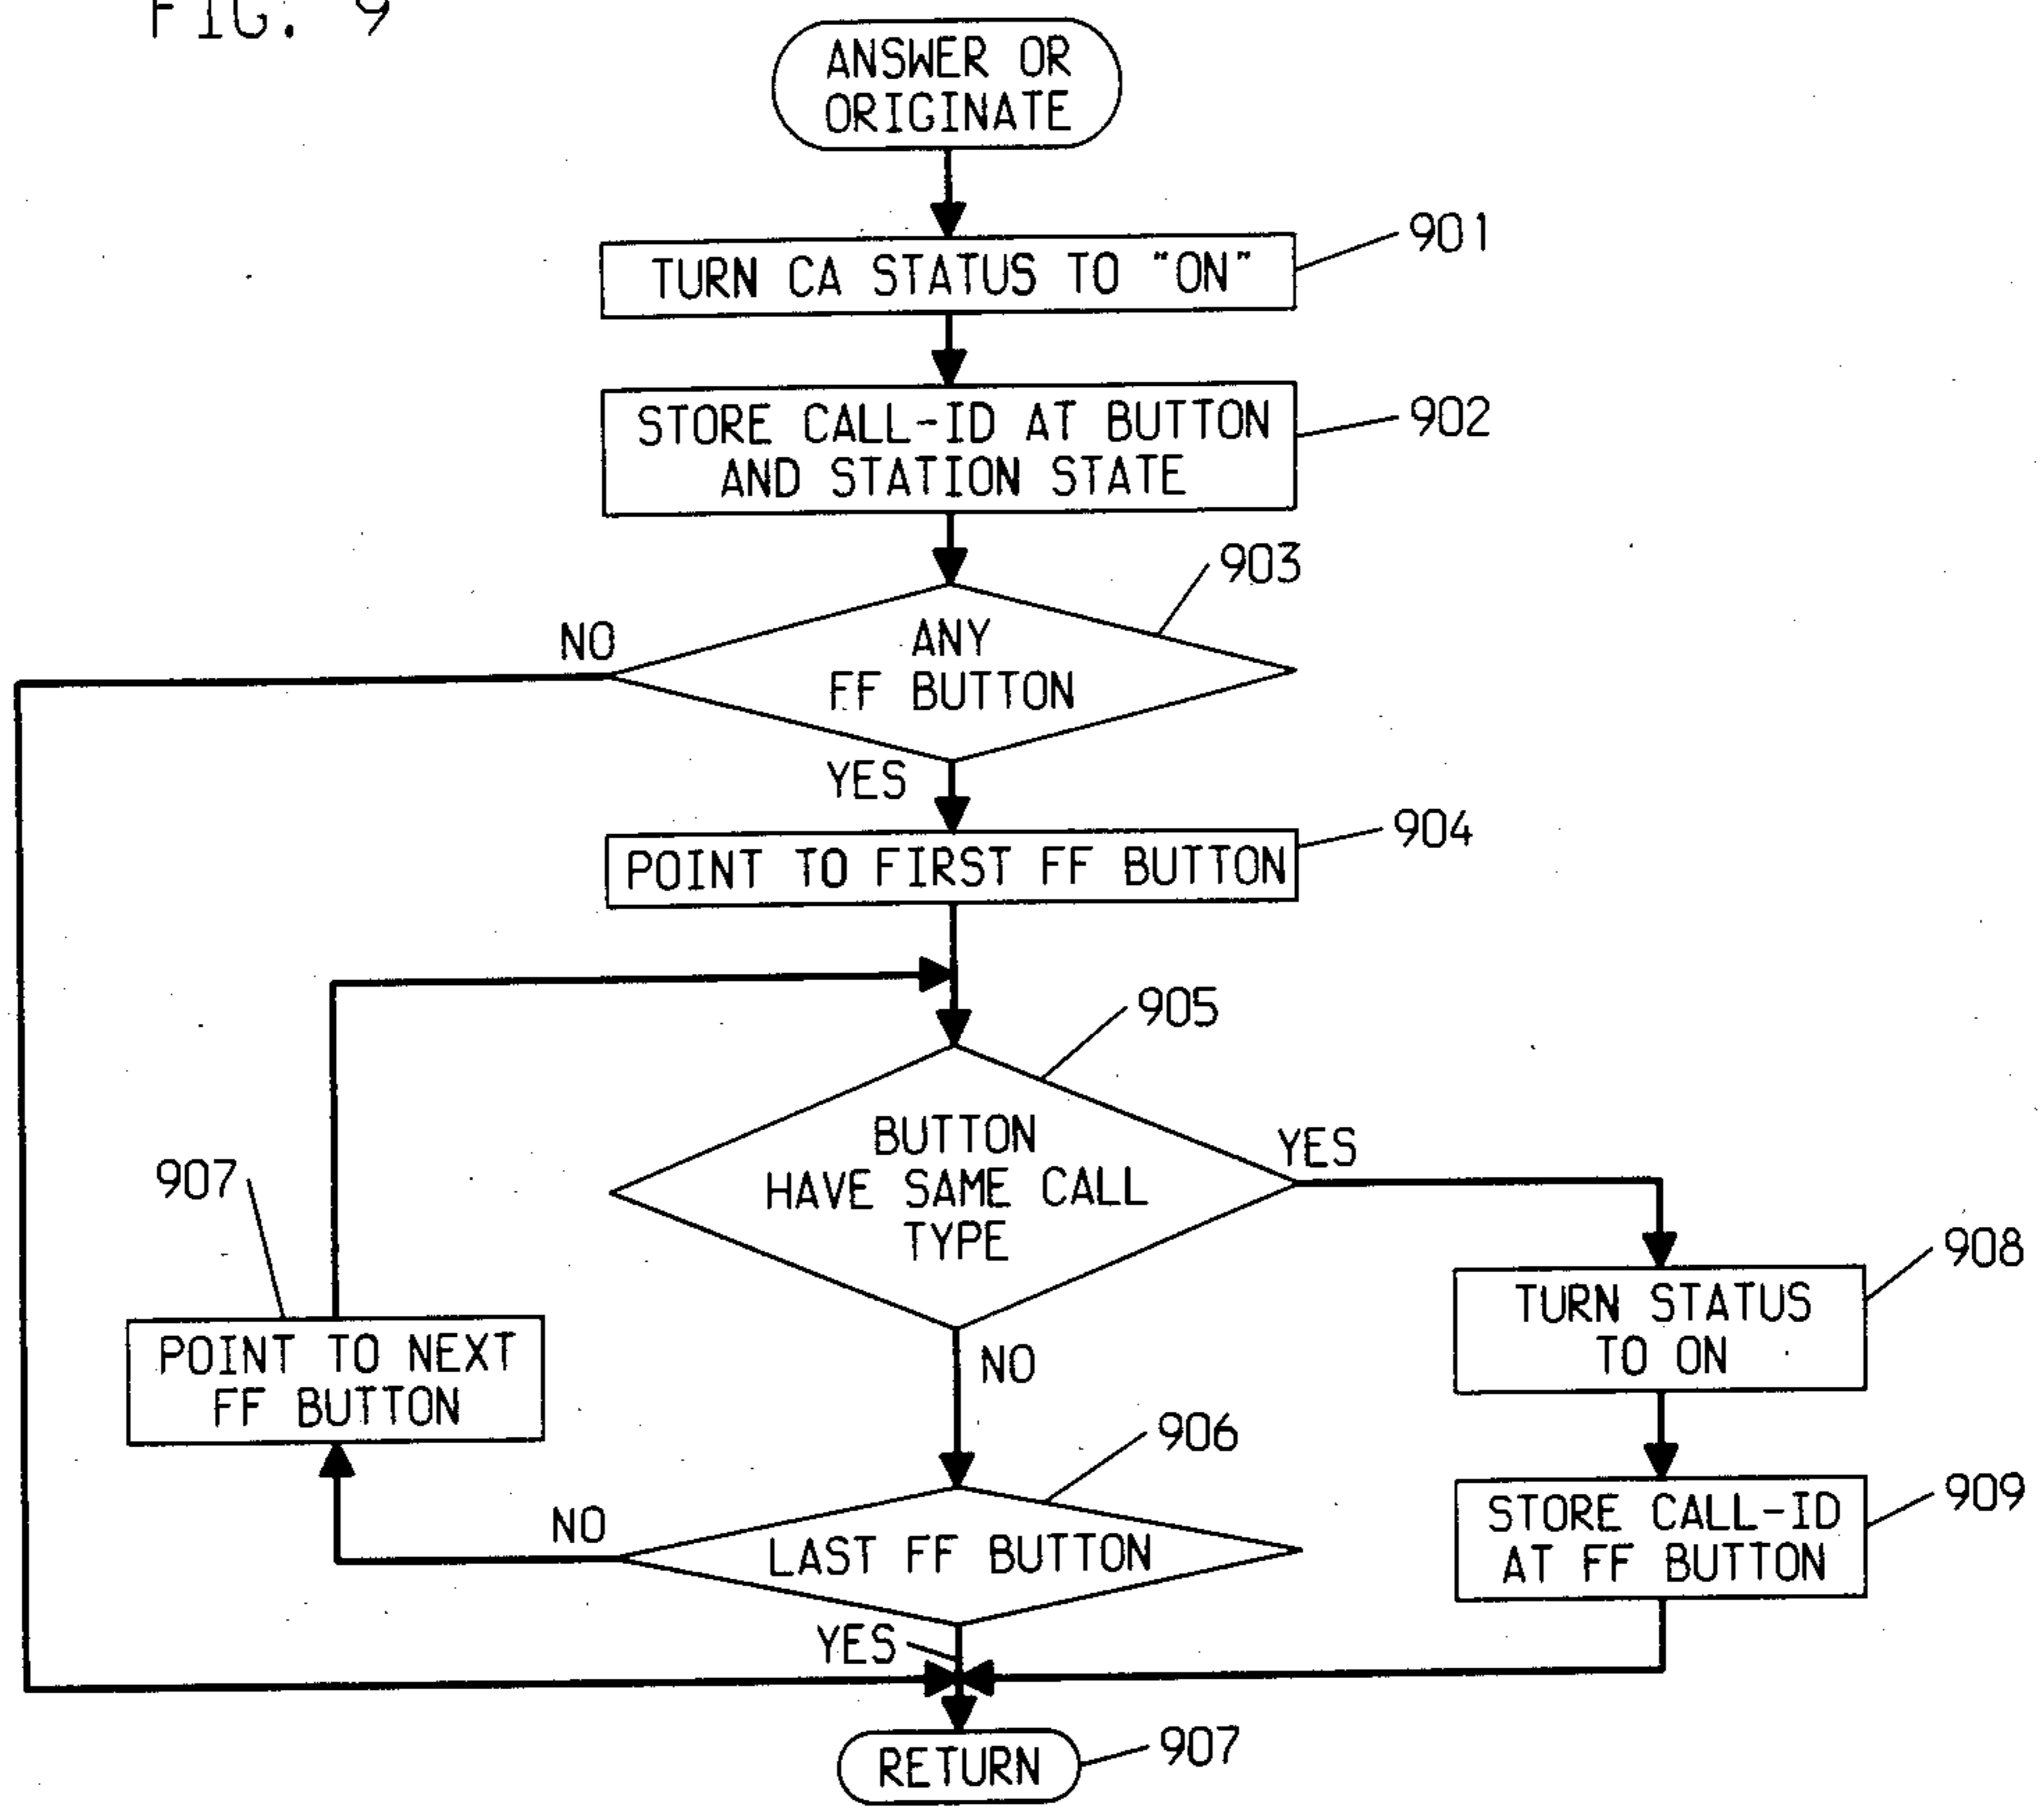 FIG. 9
ANSWER OR
ORIGINATE
901
TURN CA STATUS TO "ON"
902
STORE CALL-ID AT BUTTON
AND STATION STATE
903
NO
ANY
FF BUTTON
YES
904
POINT TO FIRST FF BUTTON
905
BUTTON
HAVE SAME CALL
TYPE
YES
907
908
TURN STATUS
TO ON
POINT TO NEXT
FF BUTTON
NO
906
909
NO
LAST FF BUTTON
STORE CALL-ID
AT FF BUTTON
YES
RETURN
907